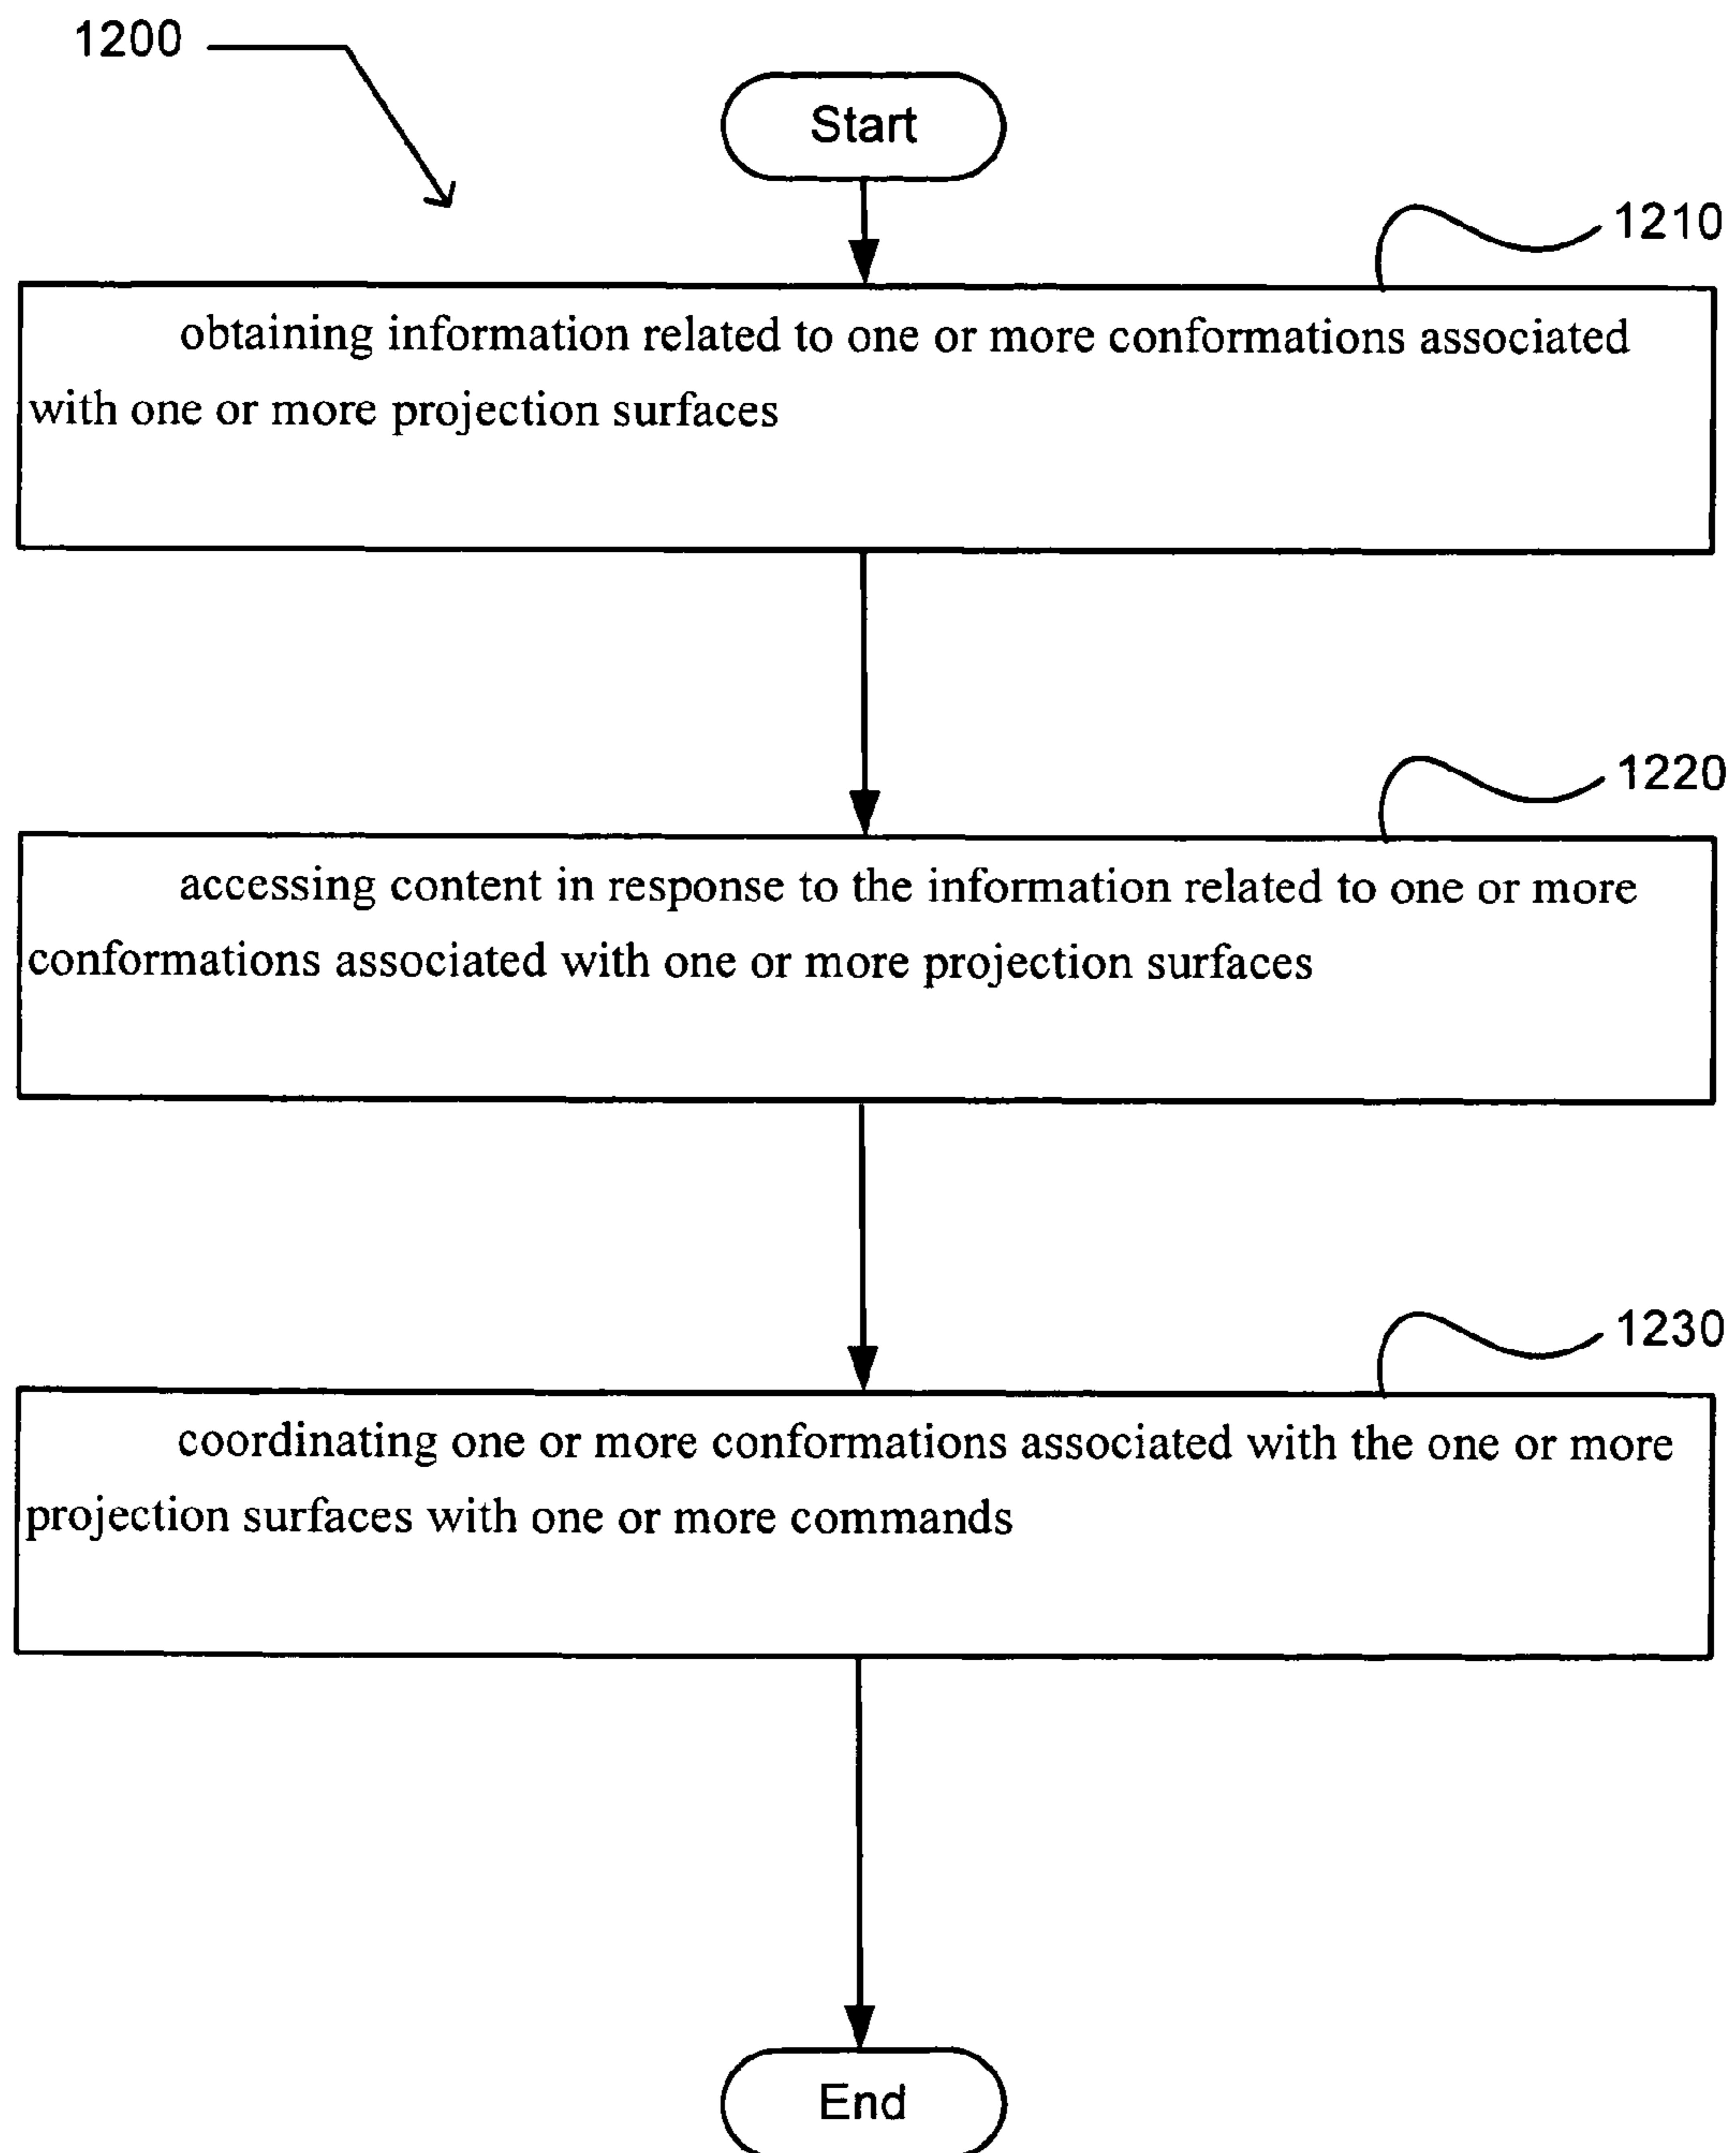 1200
Start
1210
obtaining information related to one or more conformations associated
with one or more projection surfaces
1220
accessing content in response to the information related to one or more
conformations associated with one or more projection surfaces
1230
coordinating one or more conformations associated with the one or more
projection surfaces with one or more commands
End